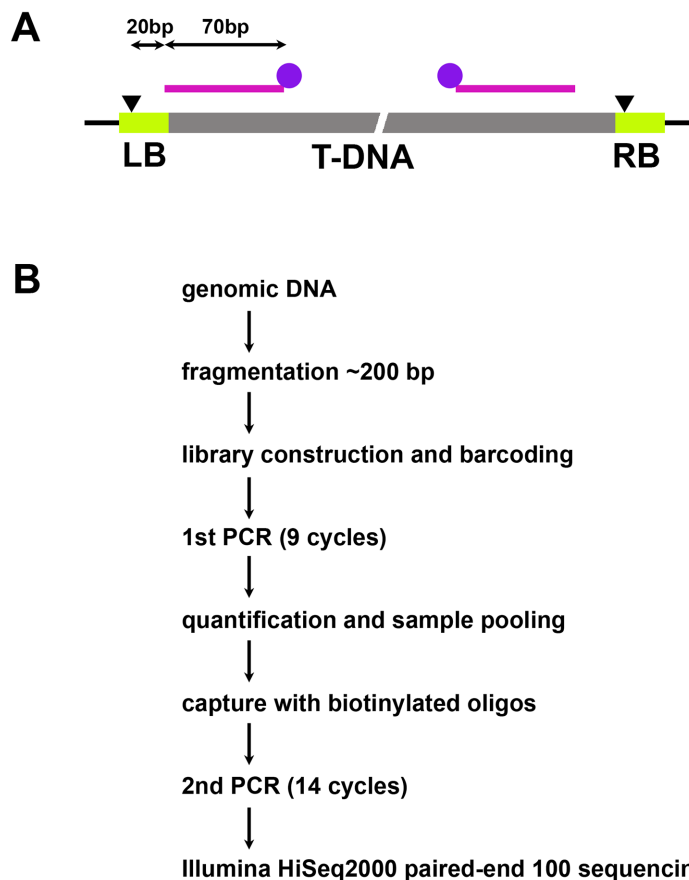 A
20bp 70bp
LB T-DNA RB
B
genomic DNA
fragmentation ~200 bp
library construction and barcoding
1st PCR (9 cycles)
quantification and sample pooling
capture with biotinylated oligos
2nd PCR (14 cycles)
Illumina HiSeq2000 paired-end 100 sequencin